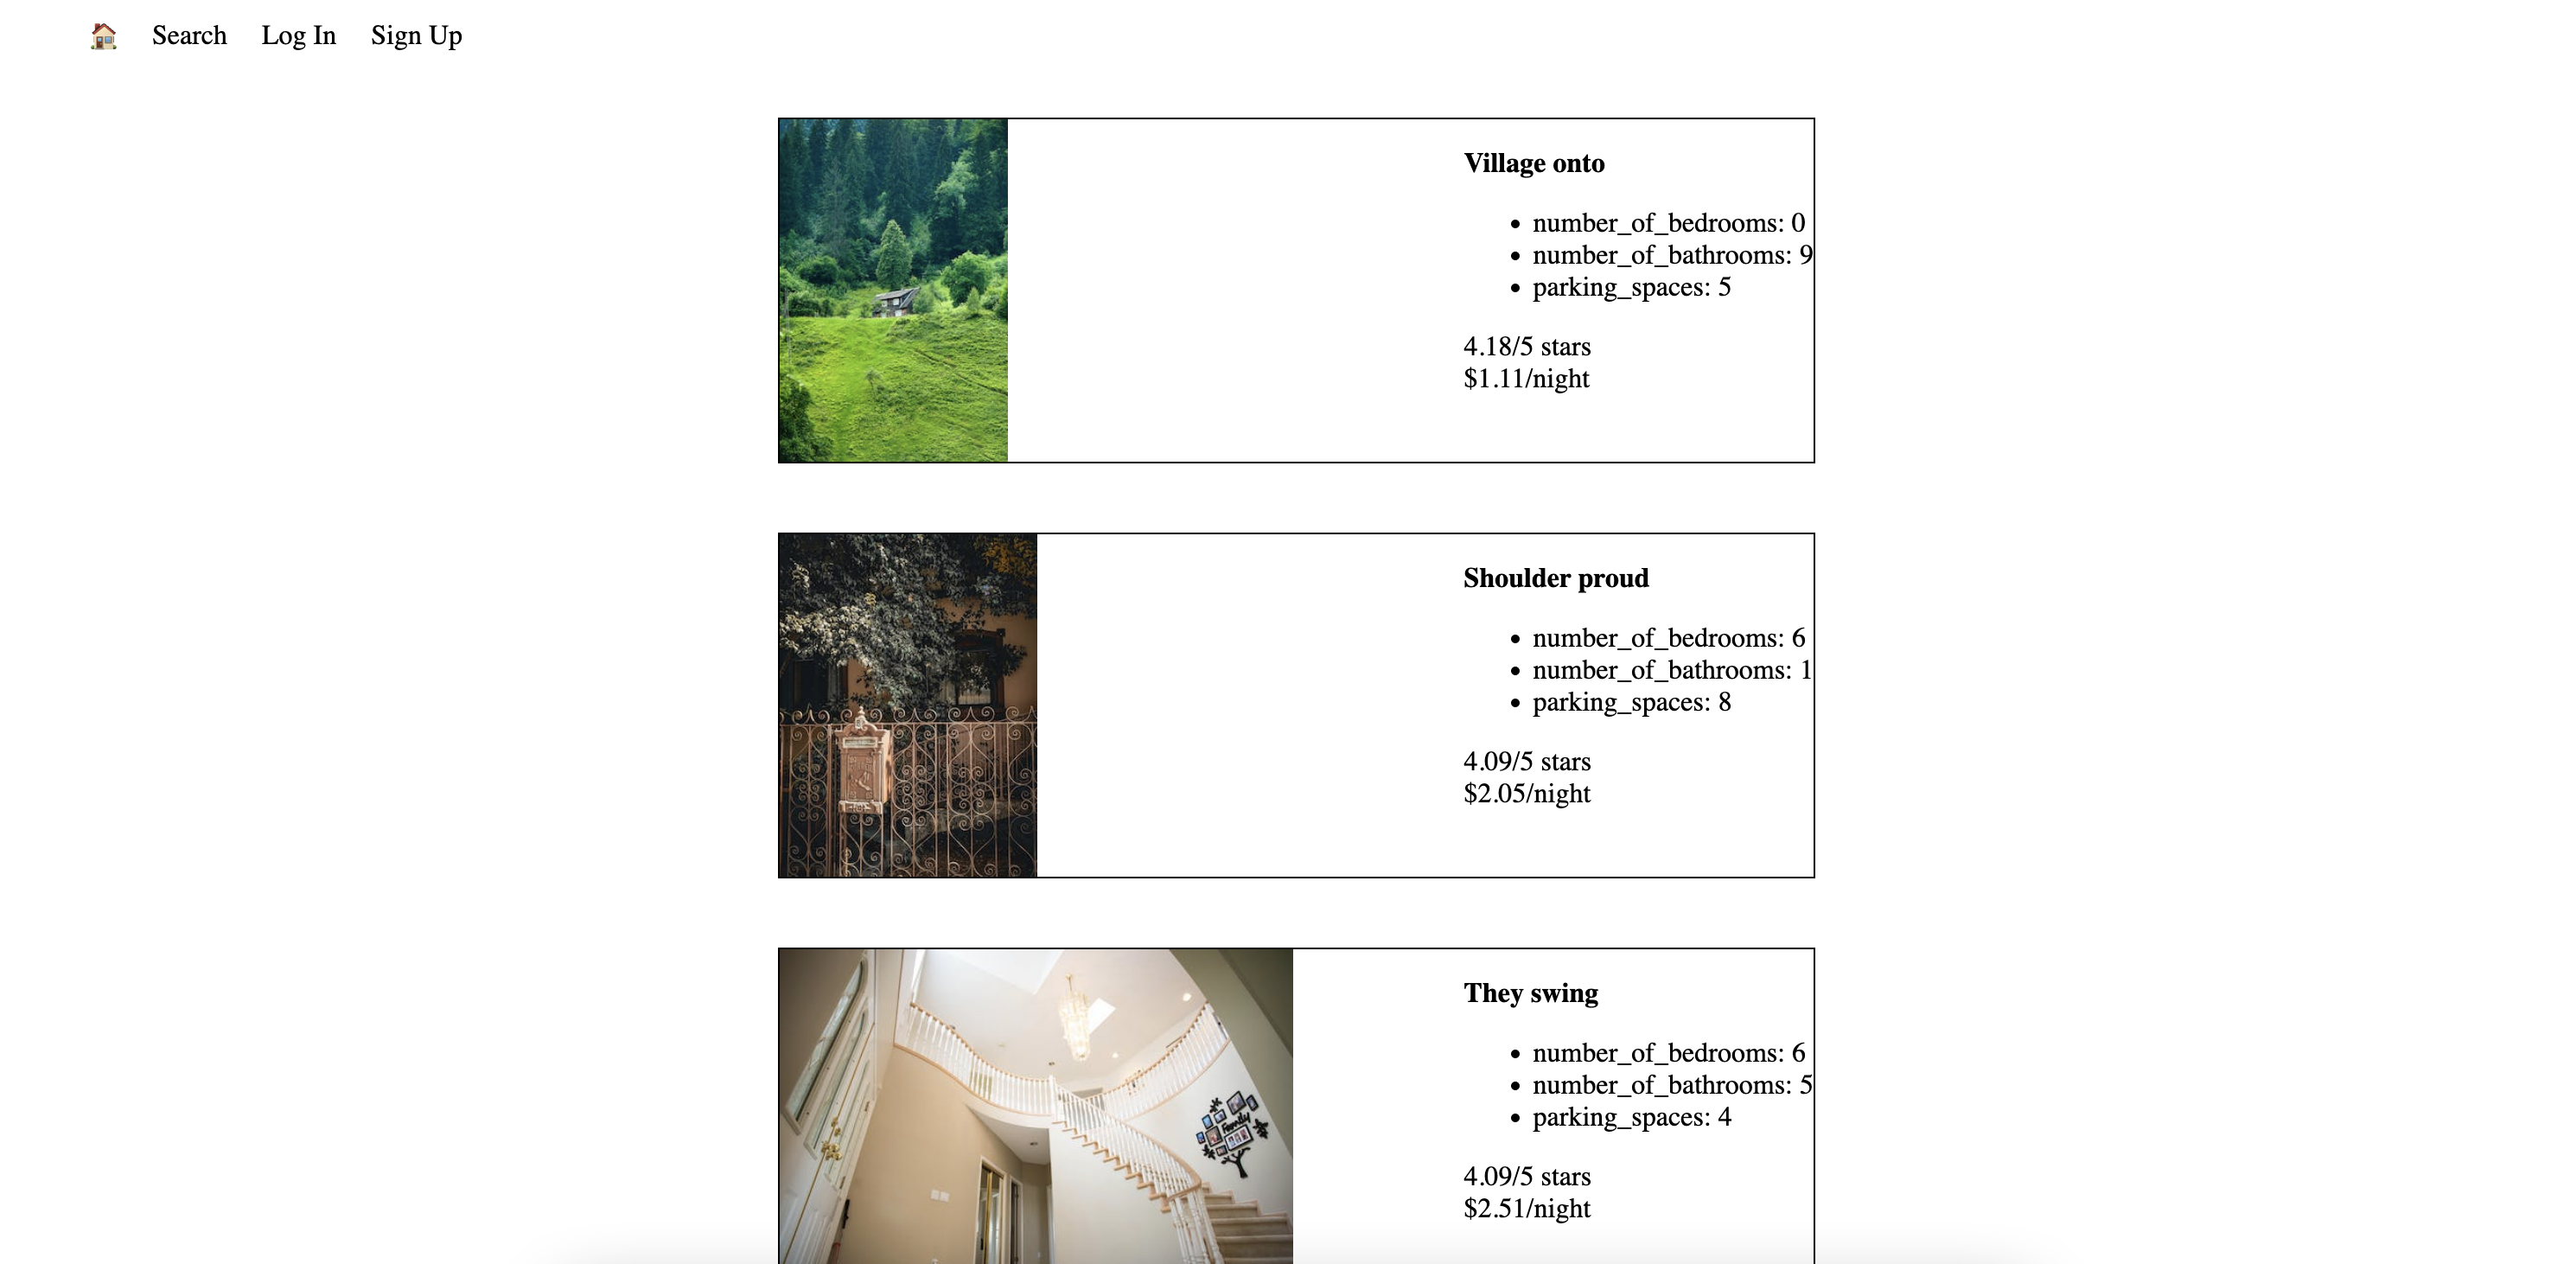 Search Log In Sign Up
Village onto
number_of_bedrooms: 0
number_of_bathrooms: 9
parking_spaces: 5
4.18/5 stars
$1.11/night
Shoulder proud
number_of_bedrooms: 6
number_of_bathrooms: 1
parking_spaces: 8
4.09/5 stars
$2.05/night
They swing
number_of_bedrooms: 6
number_of_bathrooms: 5
parking_spaces: 4
Family
4.09/5 stars
$2.51/night